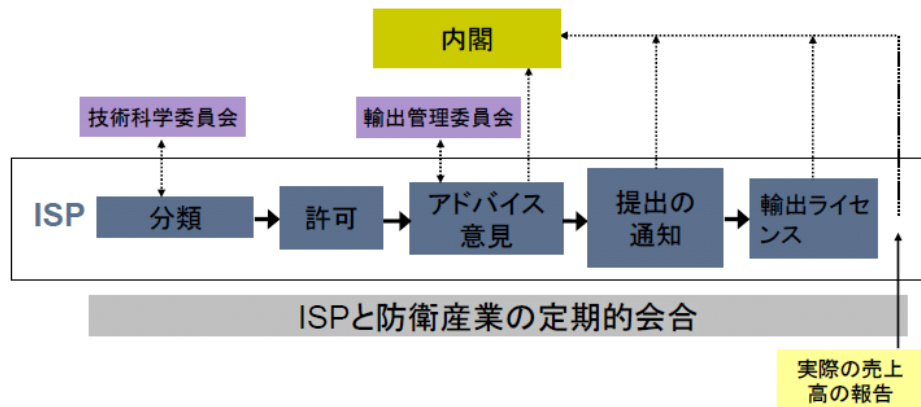 内閣
技術科学委員会
輸出管理委員会
ISP
分類
許可
アドバイス
意見
提出の
通知
輸出ライセ
ンス
ISPと防衛産業の定期的会合
実際の売上
高の報告